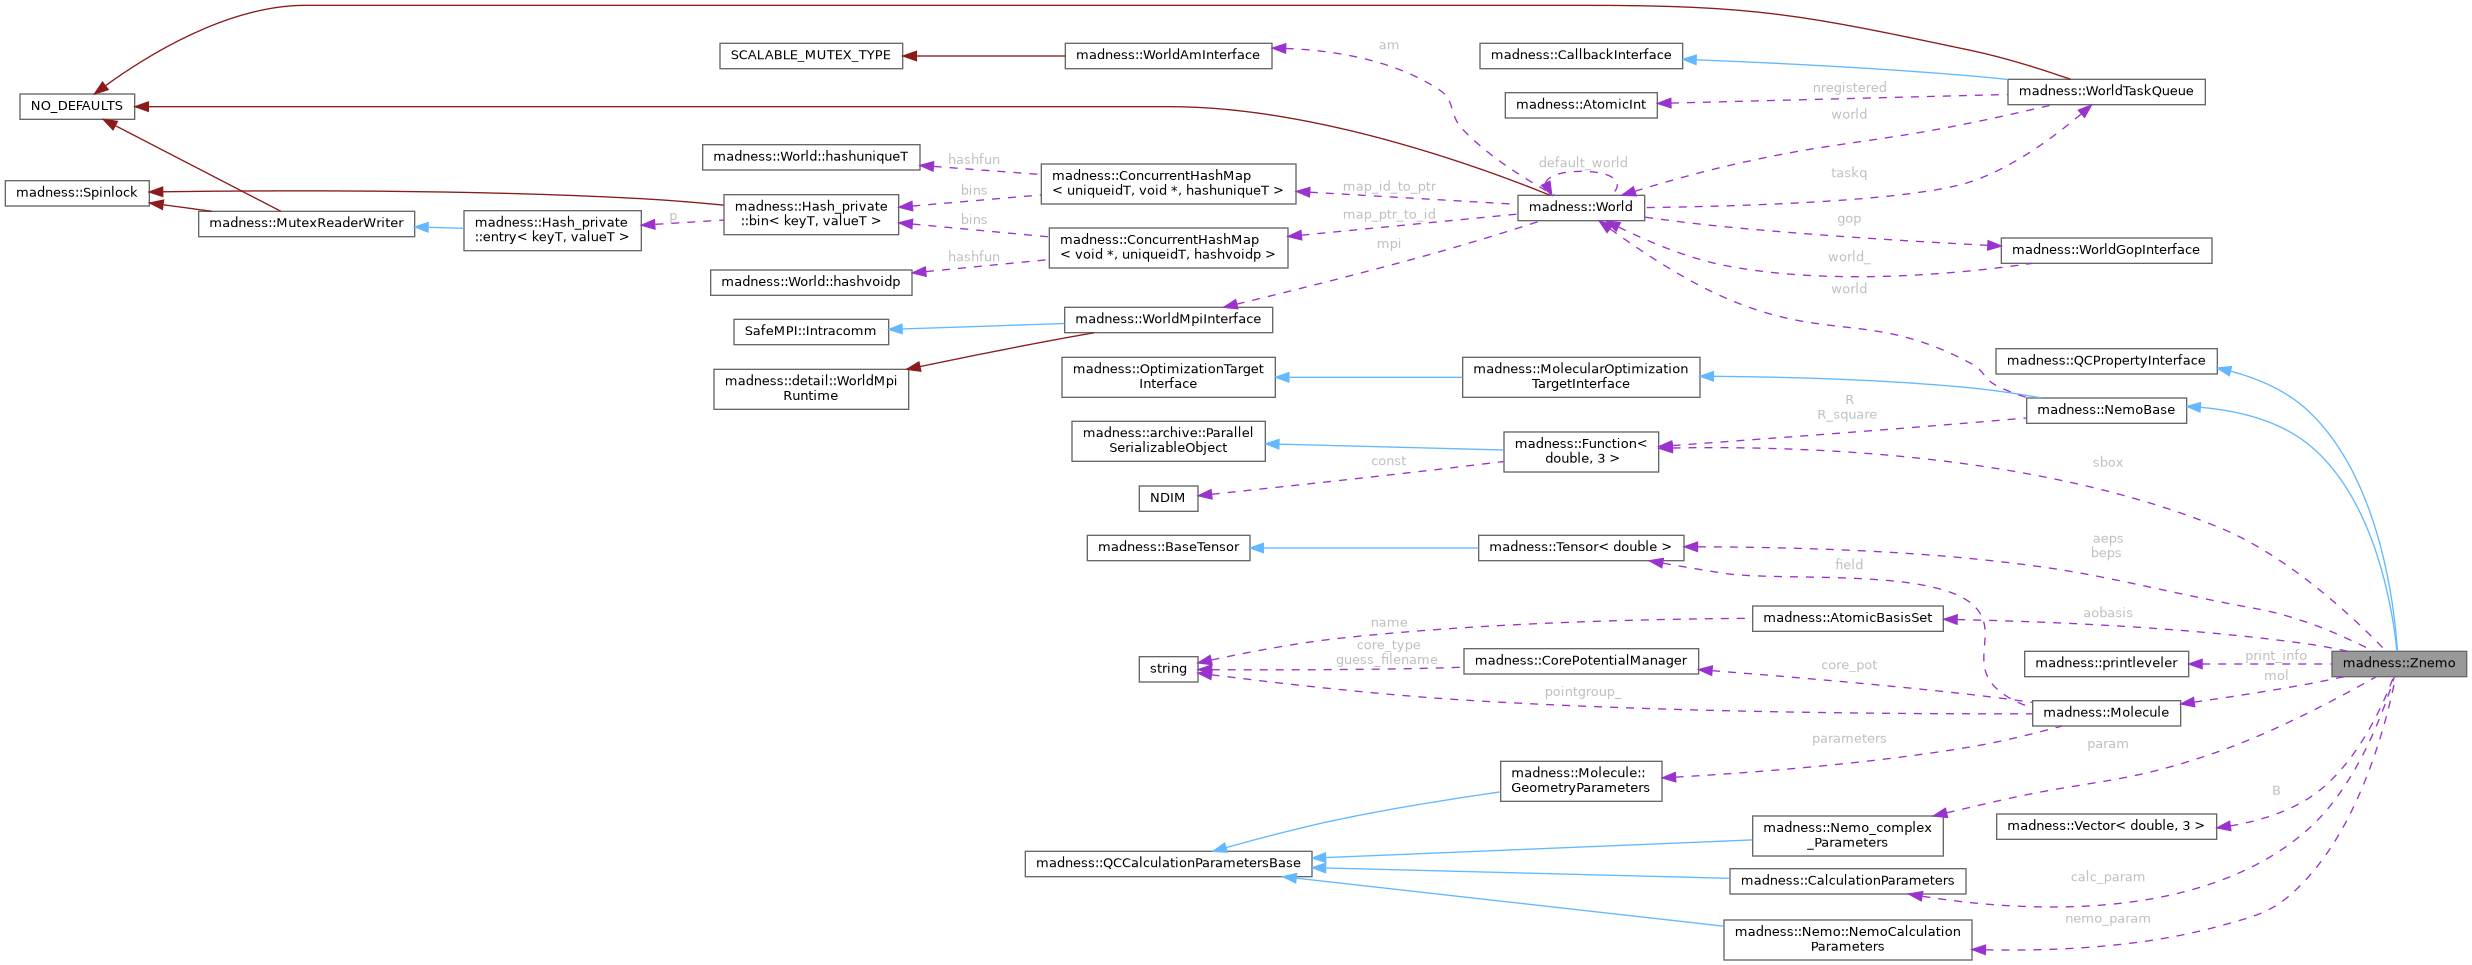 am
SCALABLE_MUTEX_TYPE
madness::WorldAmInterface
madness::CallbackInterface
NO_DEFAULTS
madness::AtomicInt
nregistered
world
madness::WorldTaskQueue
madness::World::hashuniqueT
hashfun
madness::ConcurrentHashMap
< uniqueidT, void *, hashuniqueT >
default_world
taskq
madness::Spinlock
bins
map_id_to_ptr
madness::World
madness::MutexReaderWriter
madness::Hash_private
::entry< keyT, valueT >
p
madness::Hash_private
::bin< keyT, valueT >
bins
map_ptr_to_id
gop
madness::ConcurrentHashMap
< void *, uniqueidT, hashvoidp >
mpi
madness::WorldGopInterface
hashfun
world_
madness::World::hashvoidp
world
SafeMPI::Intracomm
madness::WorldMpiInterface
madness::detail::WorldMpi
Runtime
madness::OptimizationTarget
Interface
madness::MolecularOptimization
TargetInterface
madness::QCPropertyInterface
R
R_square
madness::NemoBase
madness::archive::Parallel
SerializableObject
madness::Function<
double, 3 >
const
sbox
NDIM
madness::BaseTensor
madness::Tensor< double >
aeps
beps
field
name
madness::AtomicBasisSet
aobasis
core_type
guess_filename
string
madness::CorePotentialManager
core_pot
madness::printleveler
print_info
madness::Znemo
mol
pointgroup_
madness::Molecule
parameters
param
madness::Molecule::
GeometryParameters
B
madness::Nemo_complex
_Parameters
madness::Vector< double, 3 >
madness::QCCalculationParametersBase
madness::CalculationParameters
calc_param
nemo_param
madness::Nemo::NemoCalculation
Parameters